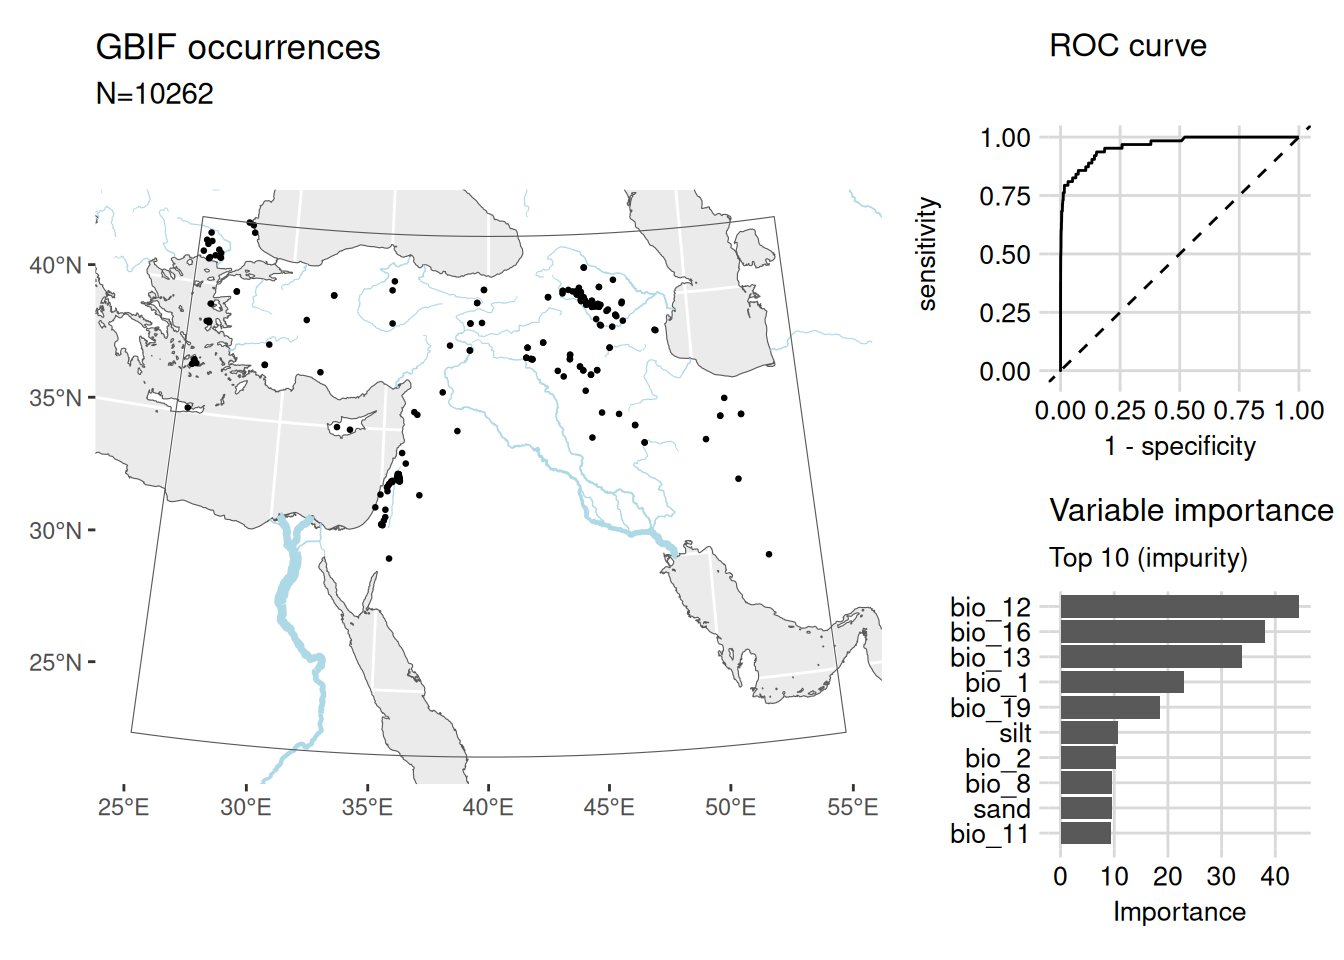 GBIF occurrences
N=10262
40°N
35°N
30°N
25°N
25°E 30°E 35°E 40°E 45°E 50°E 55°E
ROC curve
sensitivity
1.00
0.75
0.50
0.25
0.00
0.00 0.25 0.50 0.75 1.00
1 - specificity
Variable importance
Top 10 (impurity)
bio_12
bio_16
bio_13
bio_1
bio_19
silt
bio_2
bio_8
sand
bio_11
0 10 20 30 40
Importance